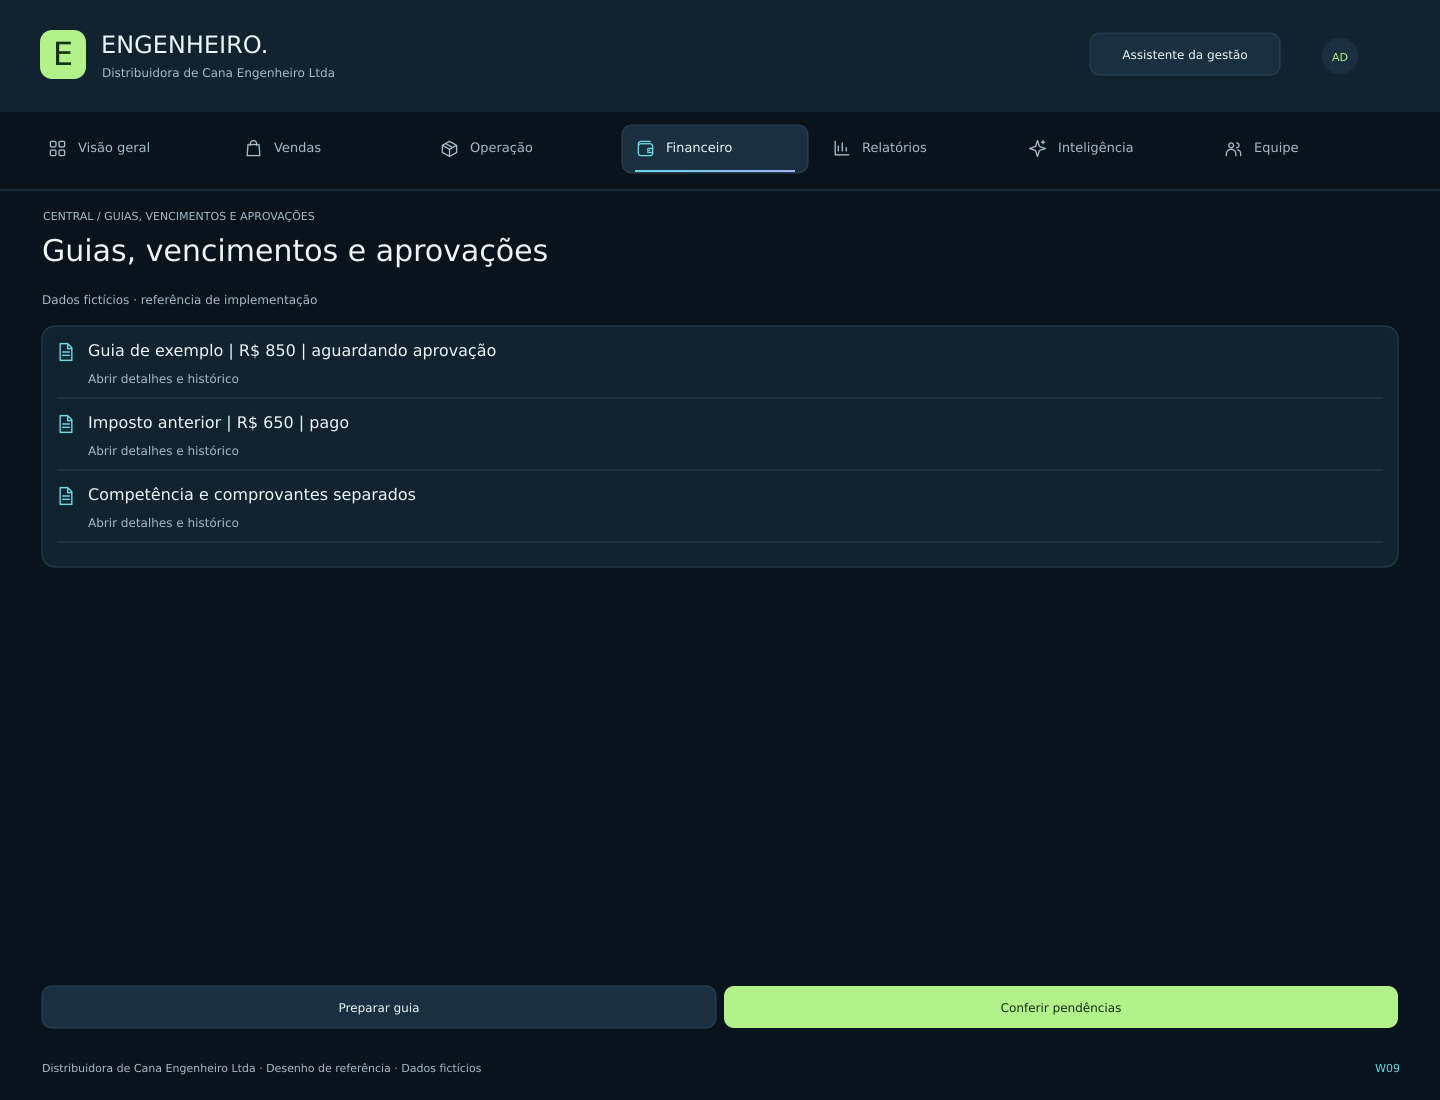 E
ENGENHEIRO.
Distribuidora de Cana Engenheiro Ltda
Assistente da gestão
AD
Visão geral
Vendas
Operação
Financeiro
Relatórios
Inteligência
Equipe
CENTRAL / GUIAS, VENCIMENTOS E APROVAÇÕES
Guias, vencimentos e aprovações
Dados fictícios · referência de implementação
Guia de exemplo | R$ 850 | aguardando aprovação
Abrir detalhes e histórico
Imposto anterior | R$ 650 | pago
Abrir detalhes e histórico
Competência e comprovantes separados
Abrir detalhes e histórico
Preparar guia
Conferir pendências
Distribuidora de Cana Engenheiro Ltda · Desenho de referência · Dados fictícios
W09